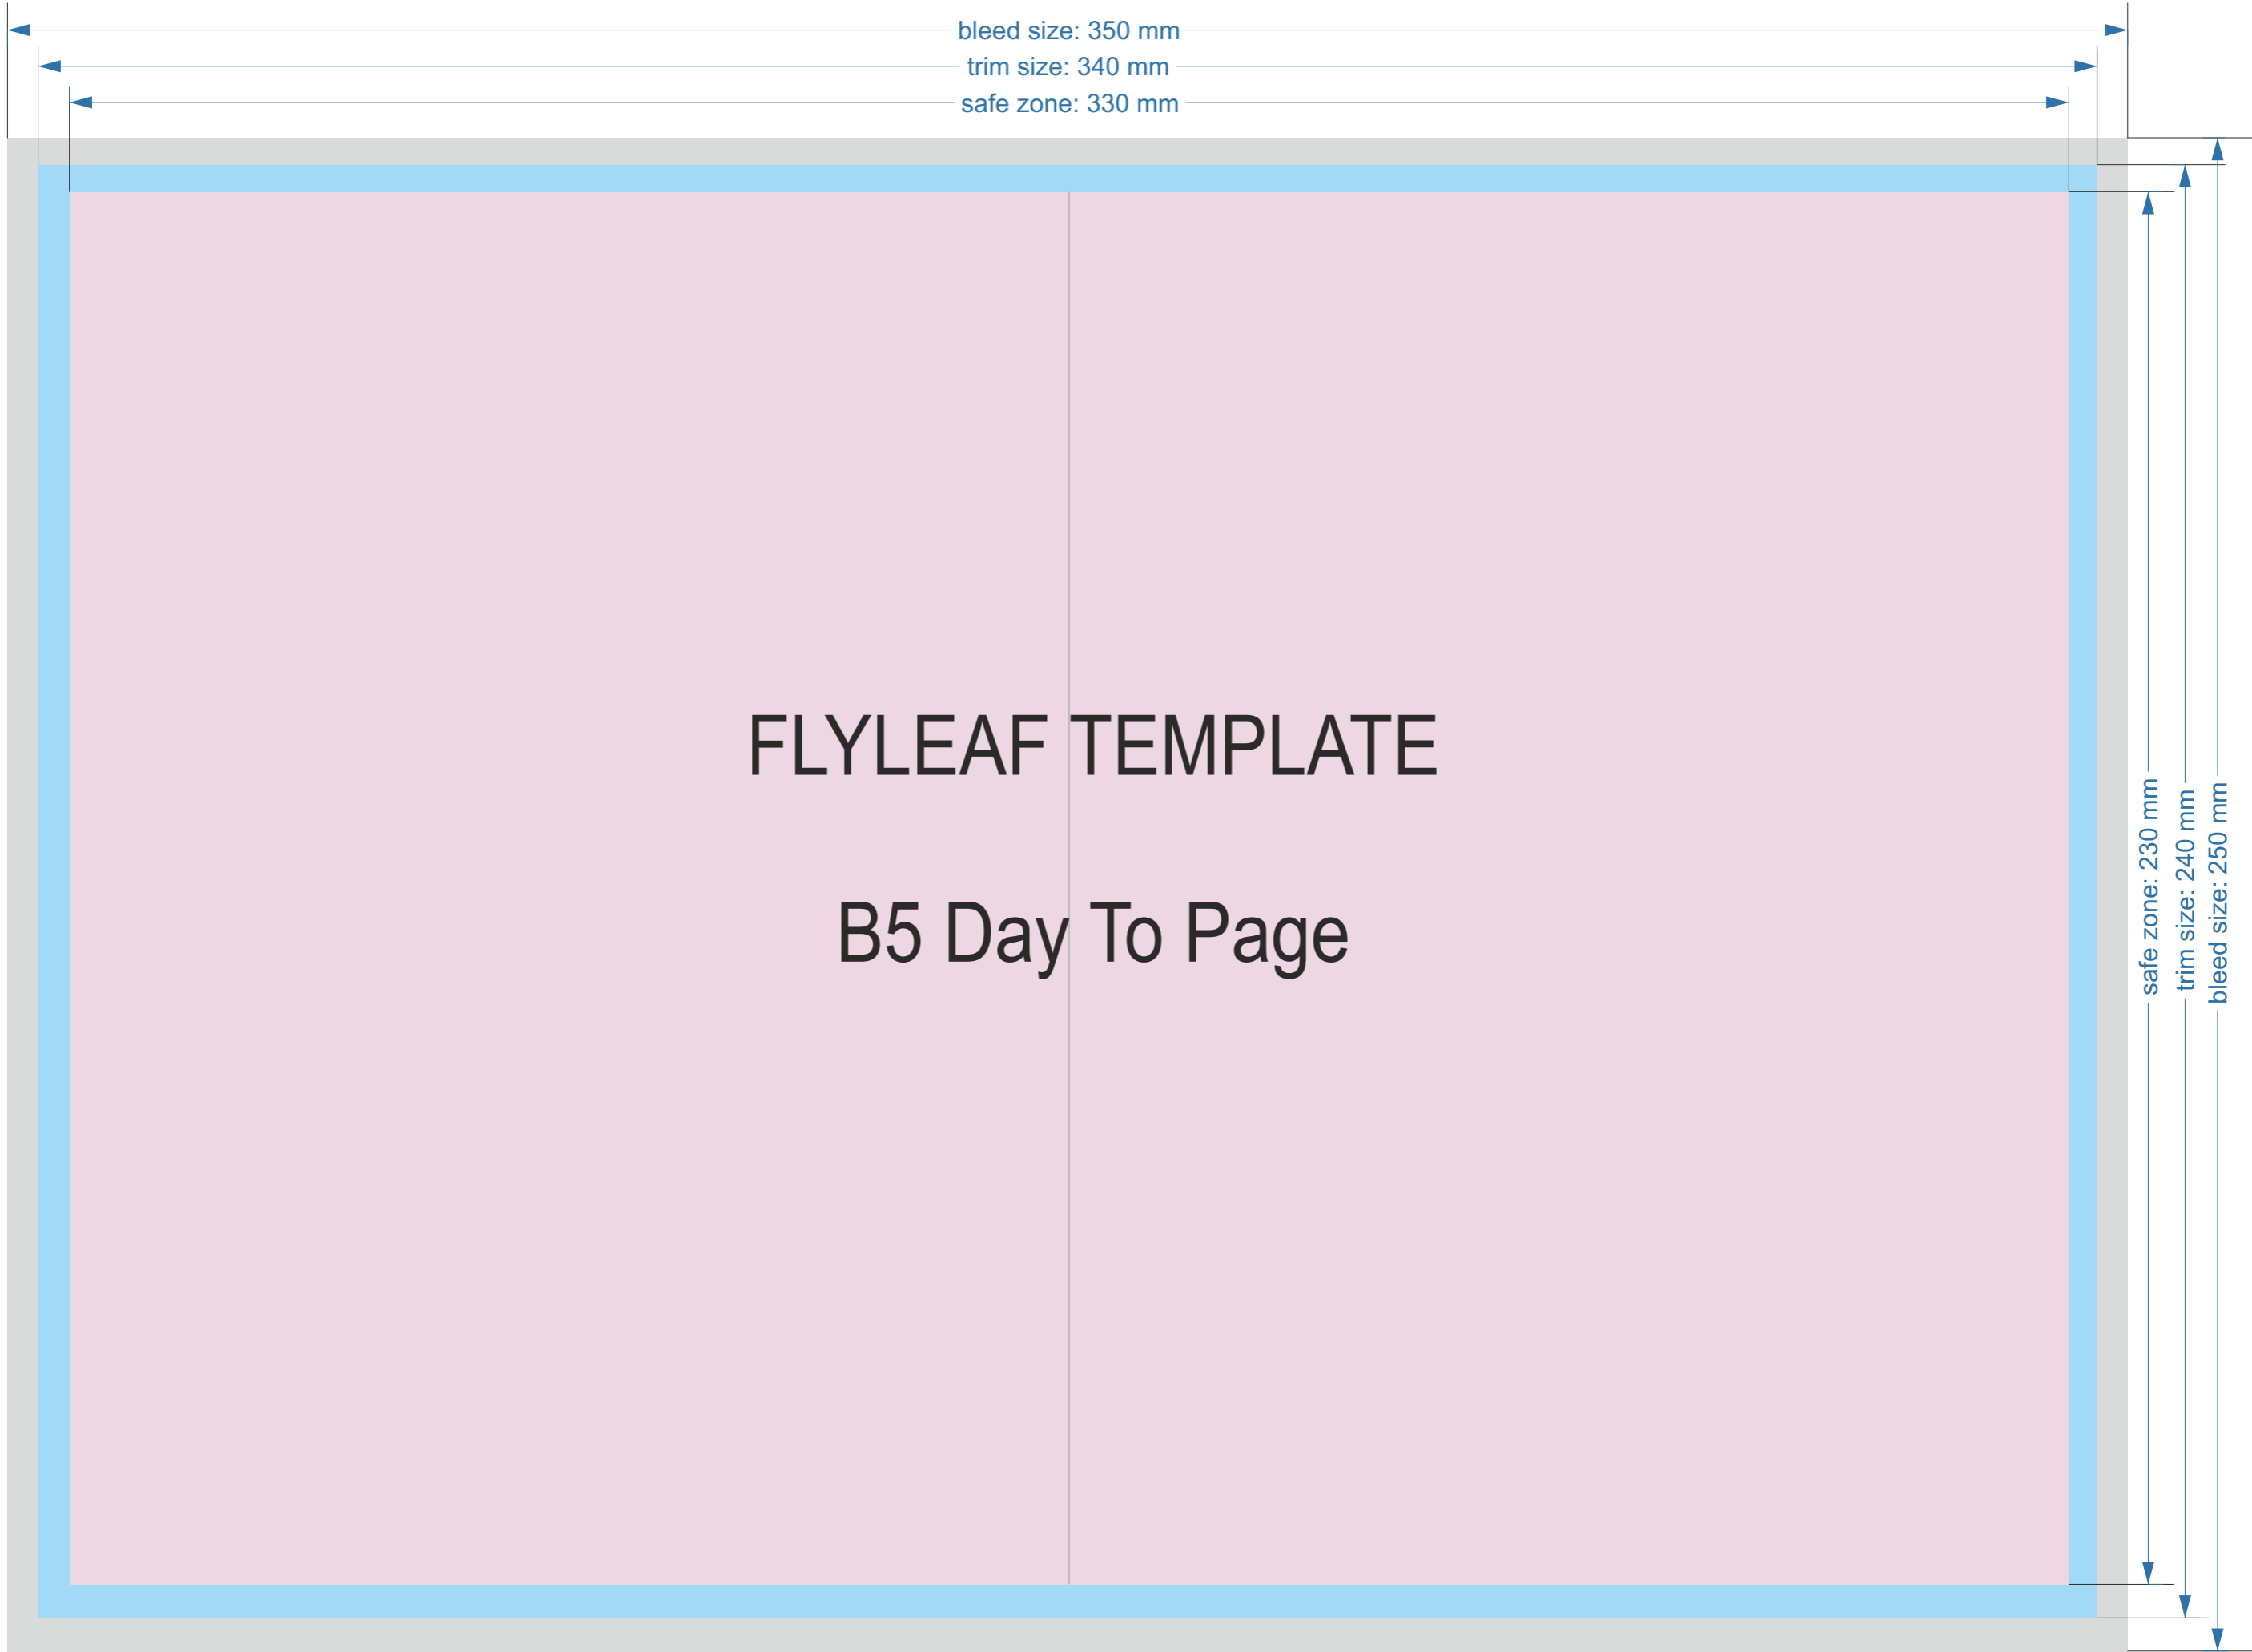 bleed size: 350 mm
trim size: 340 mm
safe zone: 330 mm
FLYLEAF TEMPLATE
B5 Day To Page
safe zone: 230 mm
trim size: 240 mm
bleed size: 250 mm